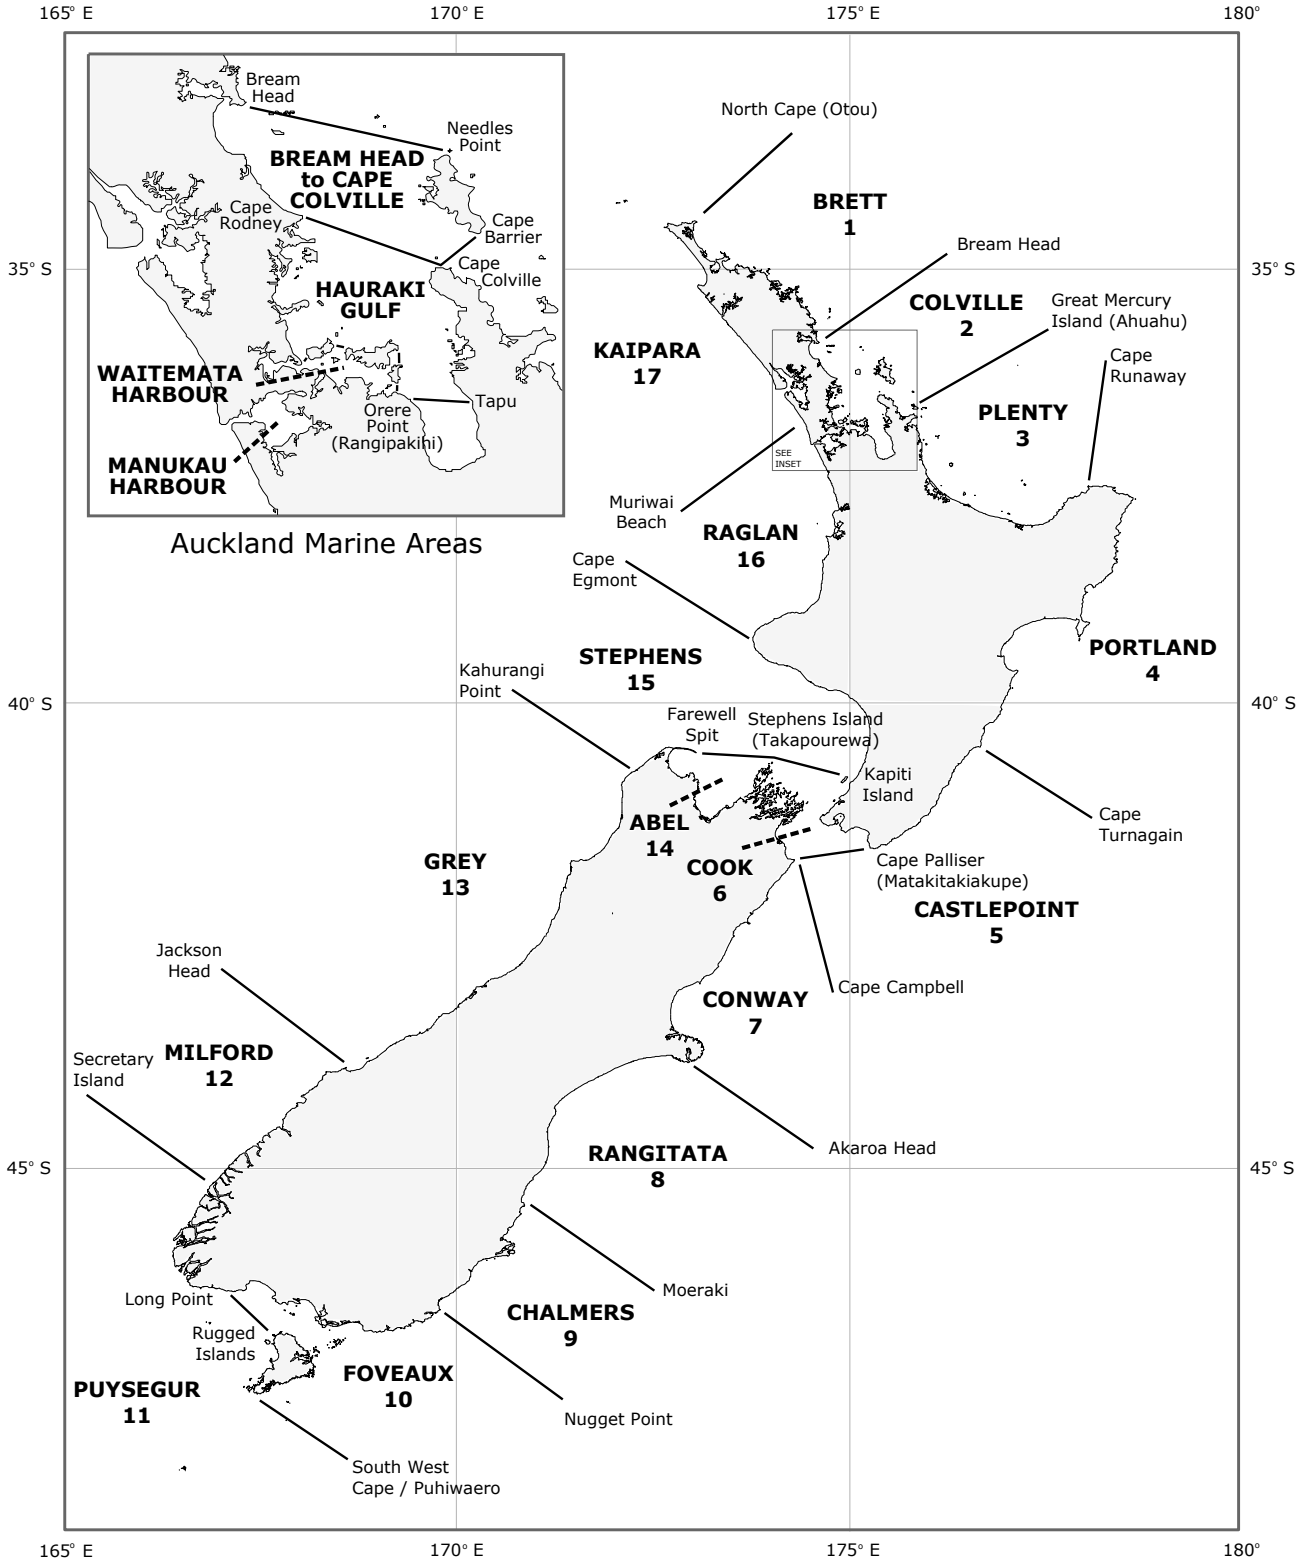 165° E
170° E
175° E
180°
Bream
Head
Needles
Point
BREAM HEAD
to CAPE
COLVILLE
Cape
Rodney
Cape
Barrier
Cape
Colville
HAURAKI
GULF
WAITEMATA
HARBOUR
Orere
Point
(Rangipakihi)
Tapu
MANUKAU
HARBOUR
Auckland Marine Areas
North Cape (Otou)
BRETT
1
Bream Head
35° S
35° S
COLVILLE
2
Great Mercury
Island (Ahuahu)
KAIPARA
17
Cape
Runaway
PLENTY
3
SEE
INSET
Muriwai
Beach
RAGLAN
16
Cape
Egmont
STEPHENS
15
PORTLAND
4
Kahurangi
Point
40° S
40° S
Farewell
Spit
Stephens Island
(Takapourewa)
Kapiti
Island
Cape
Turnagain
ABEL
14
COOK
6
GREY
13
Cape Palliser
(Matakitakiakupe)
CASTLEPOINT
5
Jackson
Head
Cape Campbell
CONWAY
7
Secretary
Island
MILFORD
12
Akaroa Head
RANGITATA
8
45° S
45° S
Moeraki
Long Point
CHALMERS
9
Rugged
Islands
FOVEAUX
10
PUYSEGUR
11
Nugget Point
South West
Cape / Puhiwaero
165° E
170° E
175° E
180°